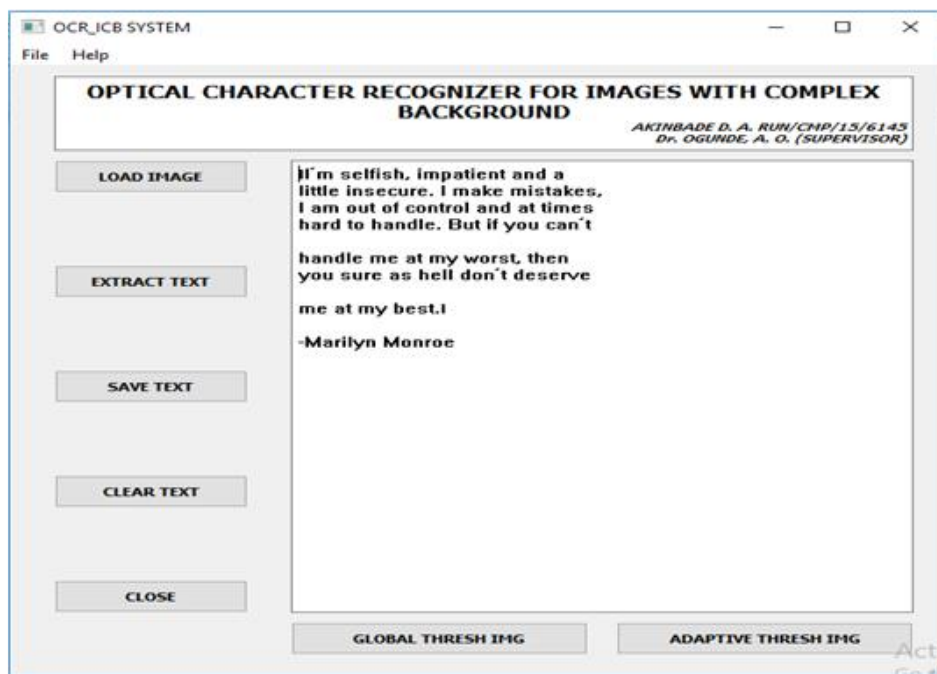 OCR_ICB SYSTEM
File Help
OPTICAL CHARACTER RECOGNIZER FOR IMAGES WITH COMPLEX
BACKGROUND
AKINBADE D. A. RUN/CMP/15/6145
Dr. OGUNDE, A. O. (SUPERVISOR)
LOAD IMAGE
EXTRACT TEXT
SAVE TEXT
CLEAR TEXT
CLOSE
II´m selfish, impatient and a
little insecure. I make mistakes,
I am out of control and at times
hard to handle. But if you can´t
handle me at my worst, then
you sure as hell don´t deserve
me at my best.I
-Marilyn Monroe
GLOBAL THRESH IMG
ADAPTIVE THRESH IMG